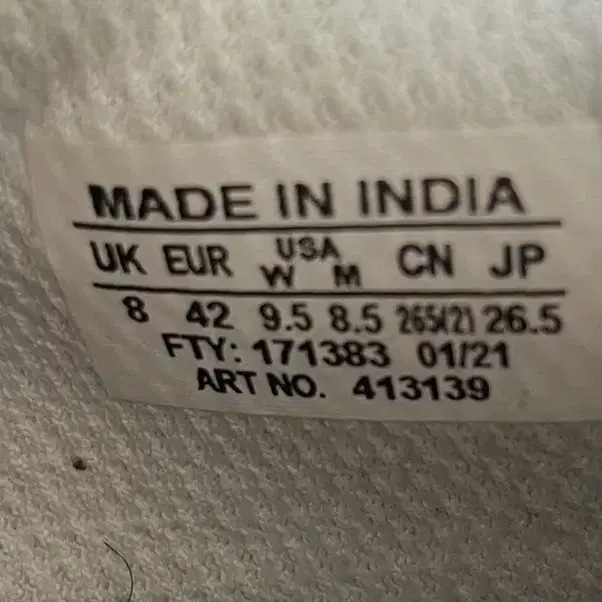 MADE IN INDIA
UK EUR USA CN JP
W M
8 42 9.5 8.5 265(2) 26.5
FTY: 171383 01/21
ART NO. 413139